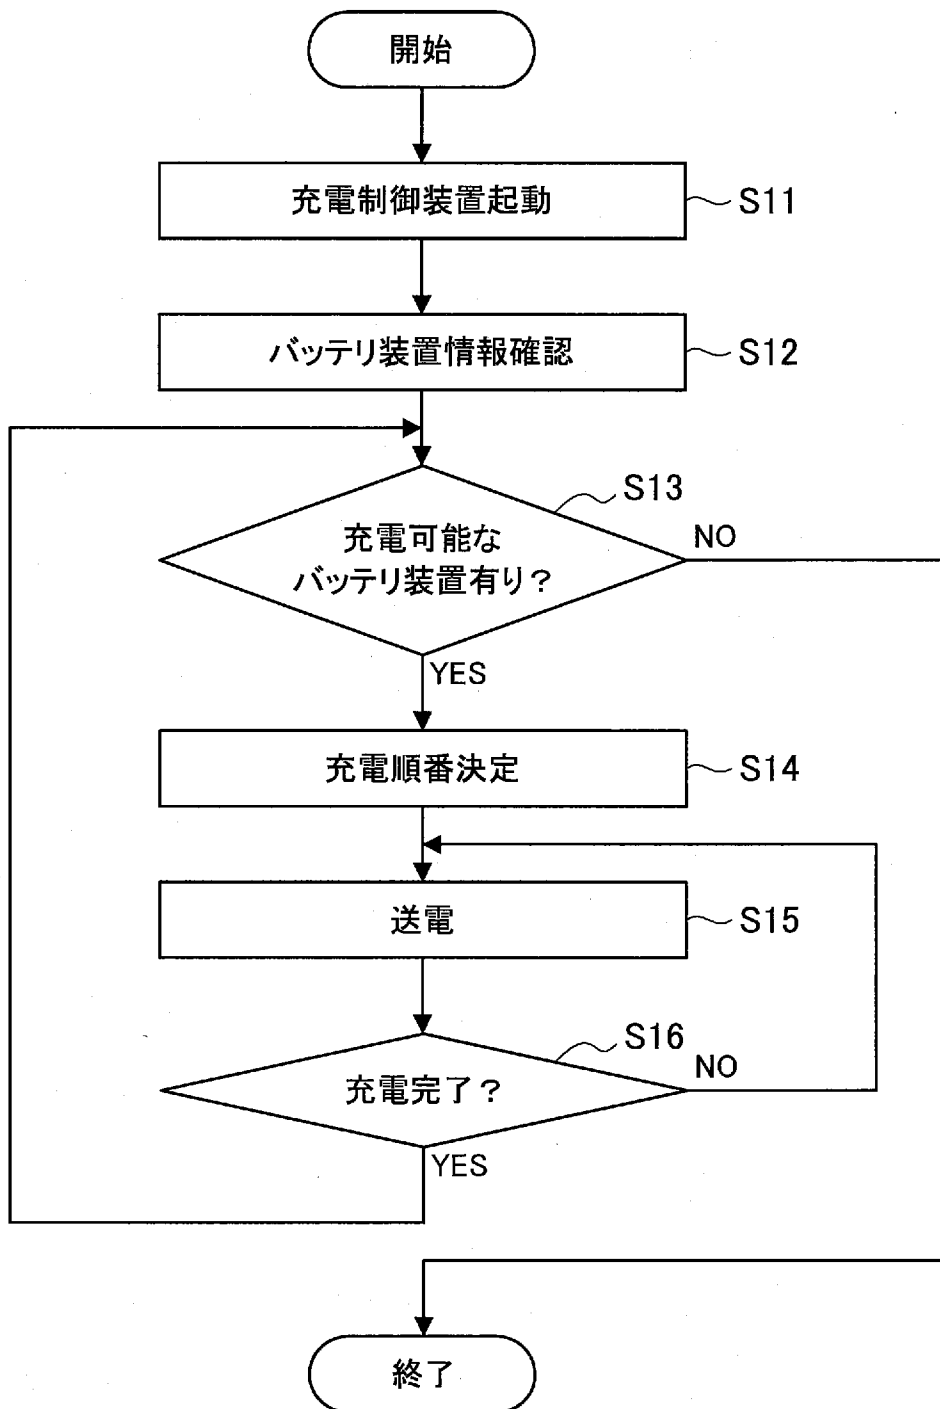 開始
充電制御装置起動
S11
バッテリ装置情報確認
S12
S13
充電可能な
バッテリ装置有り？
NO
YES
充電順番決定
S14
送電
S15
S16
充電完了？
NO
YES
終了